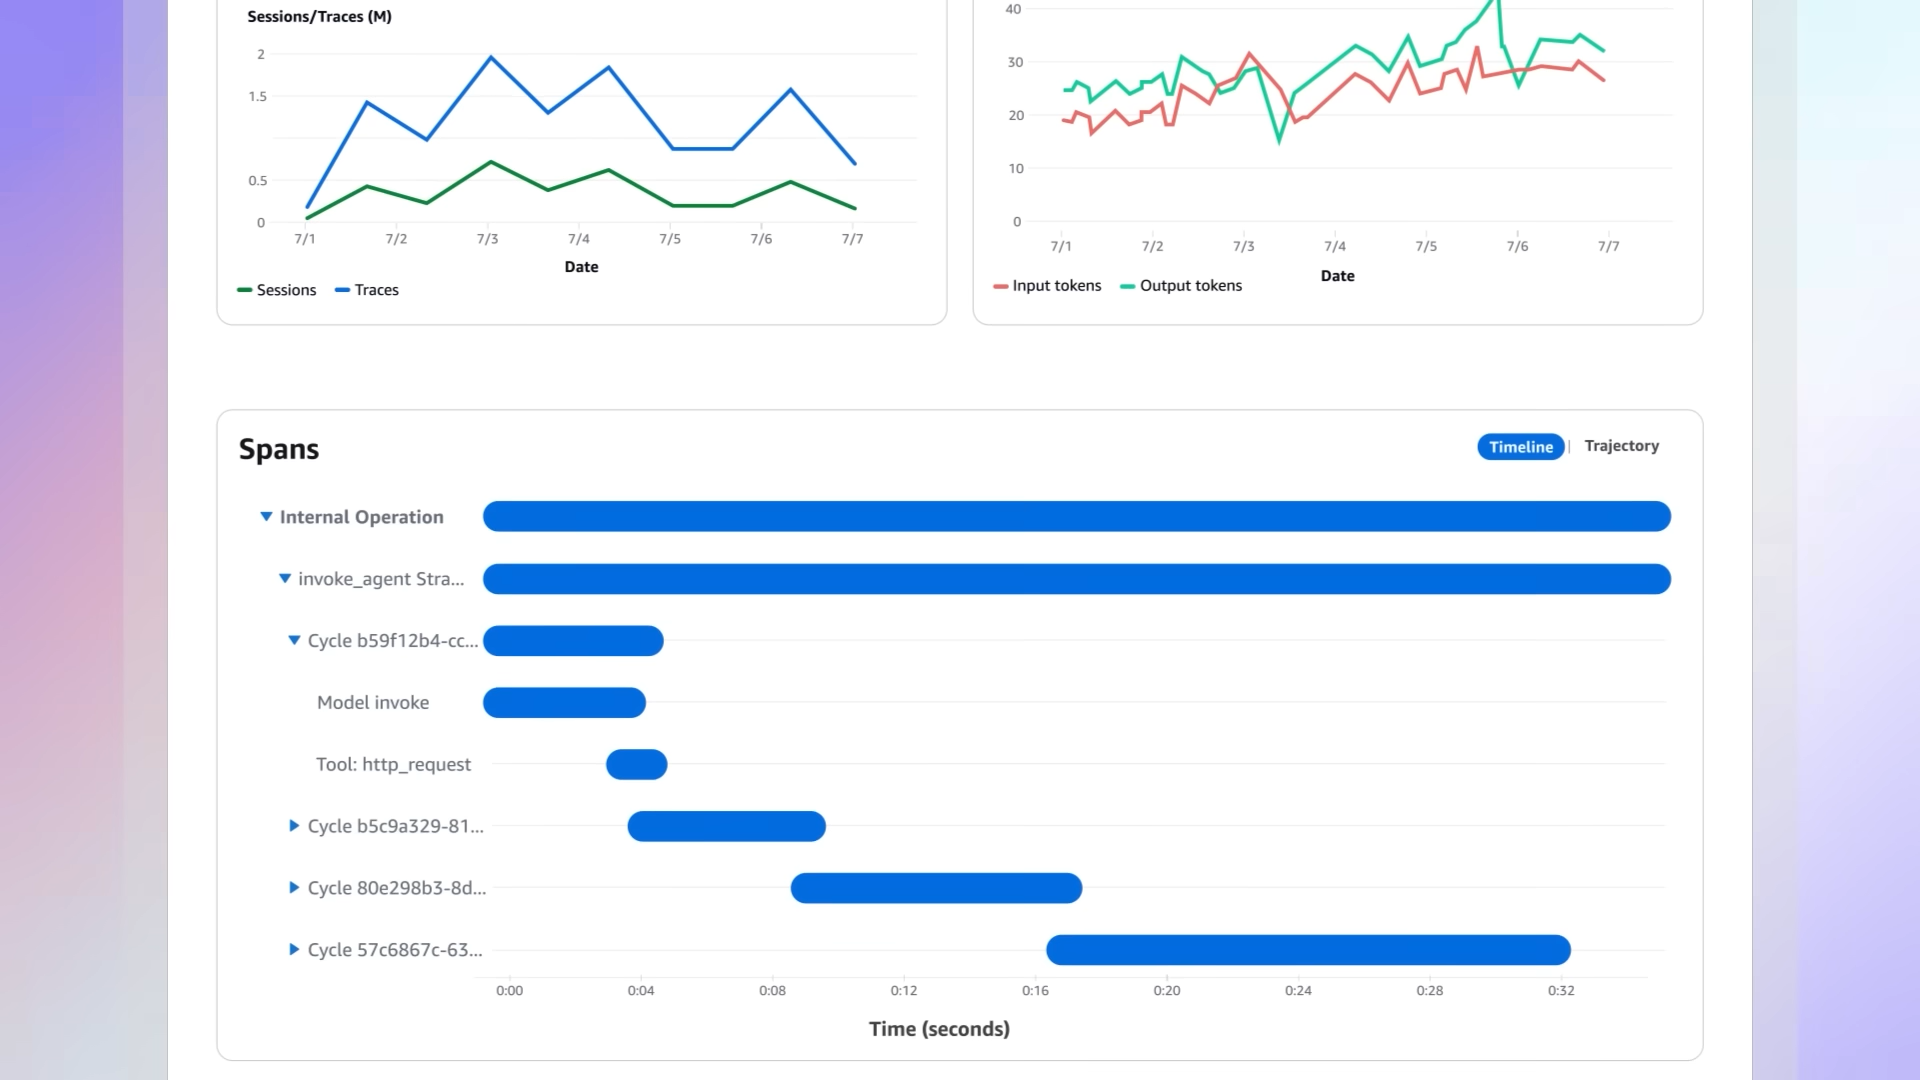 Sessions/Traces (M)
2
1.5
0.5
0
7/1 7/2 7/3 7/4 7/5 7/6 7/7
Date
Sessions Traces
40
30
20
10
0
7/1 7/2 7/3 7/4 7/5 7/6 7/7
Date
Input tokens Output tokens
Spans
Timeline | Trajectory
Internal Operation
invoke_agent Stra...
Cycle b59f12b4-cc...
Model invoke
Tool: http_request
Cycle b5c9a329-81...
Cycle 80e298b3-8d...
Cycle 57c6867c-63...
0:00 0:04 0:08 0:12 0:16 0:20 0:24 0:28 0:32
Time (seconds)